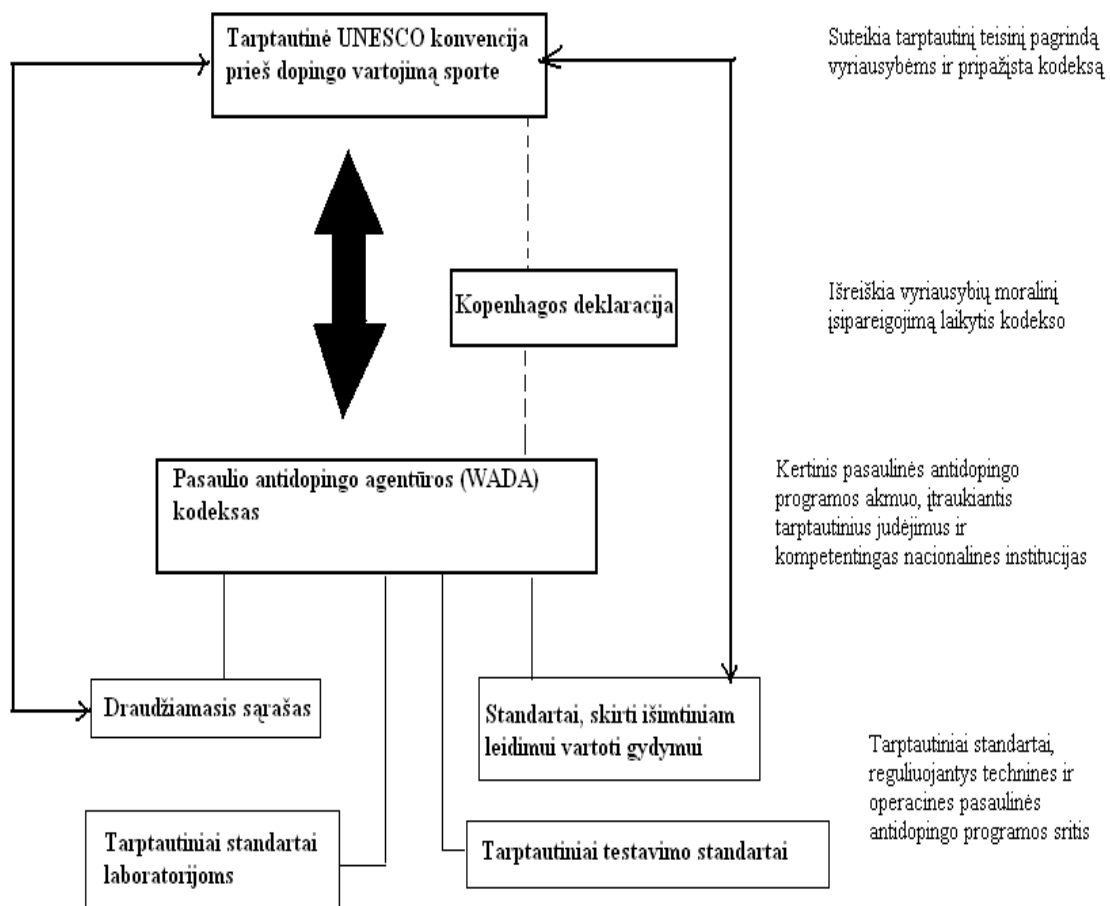 Tarptautinė UNESCO konvencija
prieš dopingo vartojimą sporte
Suteikia tarptautinį teisinį pagrindą
vyriausybėms ir pripažįsta kodeksą
Kopenhagos deklaracija
Išreiškia vyriausybių moralinį
įsipareigojimą laikytis kodekso
Pasaulio antidopingo agentūros (WADA)
kodeksas
Kertinis pasaulinės antidopingo
programos akmuo, įtraukiantis
tarptautinius judėjimus ir
kompetentingas nacionalines institucijas
Draudžiamasis sąrašas
Standartai, skirti išimtiniam
leidimui vartoti gydymui
Tarptautiniai standartai,
reguliuojantys technines ir
operacines pasaulinės
antidopingo programos sritis
Tarptautiniai standartai
laboratorijoms
Tarptautiniai testavimo standartai